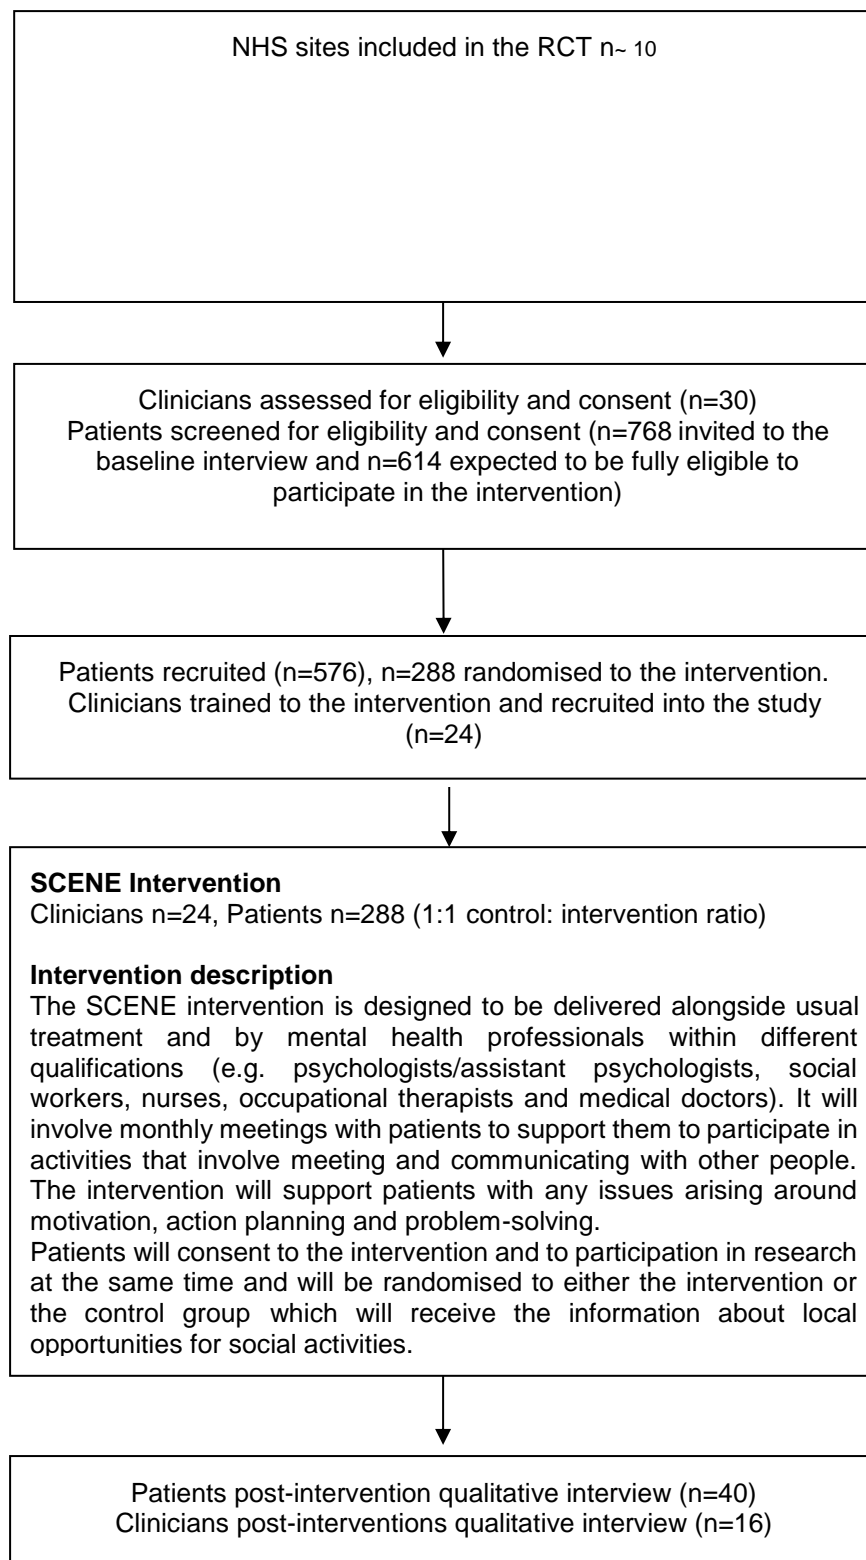 NHS sites included in the RCT n~ 10
Clinicians assessed for eligibility and consent (n=30)
Patients screened for eligibility and consent (n=768 invited to the
baseline interview and n=614 expected to be fully eligible to
participate in the intervention)
Patients recruited (n=576), n=288 randomised to the intervention.
Clinicians trained to the intervention and recruited into the study
(n=24)
SCENE Intervention
Clinicians n=24, Patients n=288 (1:1 control: intervention ratio)
Intervention description
The SCENE intervention is designed to be delivered alongside usual
treatment and by mental health professionals within different
qualifications (e.g. psychologists/assistant psychologists, social
workers, nurses, occupational therapists and medical doctors). It will
involve monthly meetings with patients to support them to participate in
activities that involve meeting and communicating with other people.
The intervention will support patients with any issues arising around
motivation, action planning and problem-solving.
Patients will consent to the intervention and to participation in research
at the same time and will be randomised to either the intervention or
the control group which will receive the information about local
opportunities for social activities.
Patients post-intervention qualitative interview (n=40)
Clinicians post-interventions qualitative interview (n=16)